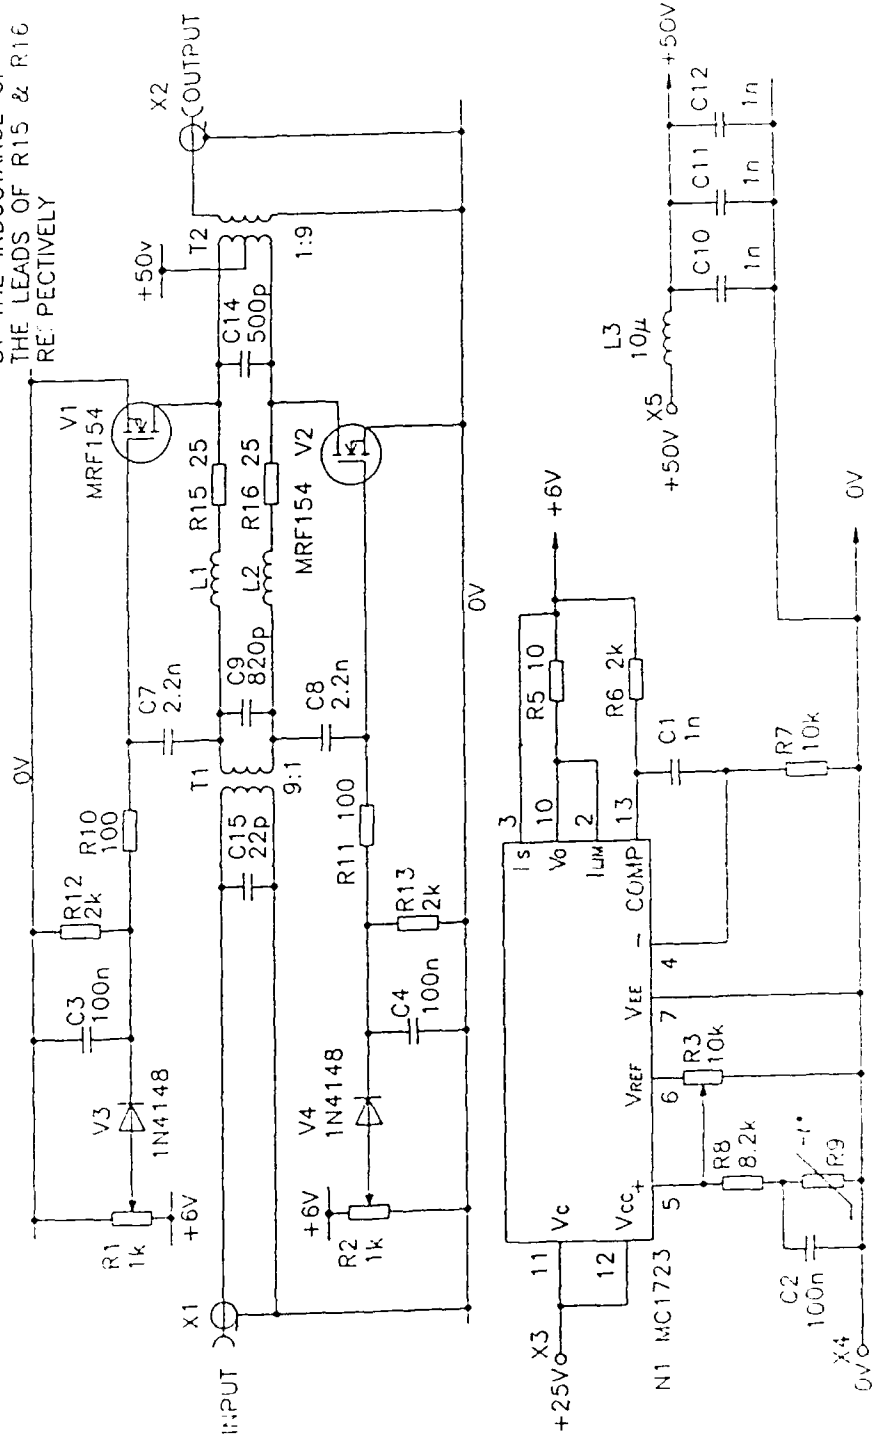 THE LEADS OF R15 & R16
RE PECTIVELY
0V
X2
OUTPUT
+50v
T2
1:9
C14
500p
V1
MRF154
R15 25
R16 25
L1
L2
V2
MRF154
C7
2.2n
C9
820p
C8
2.2n
0V
T1
9:1
C15
22p
R10
100
R11 100
R12
2k
R13
2k
C3
100n
C4
100n
V3
1N4148
V4
1N4148
R1
1k
+6V
+6V
R2
1k
X1
INPUT
L3
10µ
+50V X5
+50V
C10
1n
C11
1n
C12
1n
+6V
0V
R5 10
R6 2k
C1
1n
R7
10k
3
10
2
13
Is
Vo
ILIM
COMP
-
4
VEE
7
VREF
6
R3
10k
+
5
R8
8.2k
-t°
R9
Vc
11
Vcc
12
X3
+25V
N1 MC1723
C2
100n
X4
0V